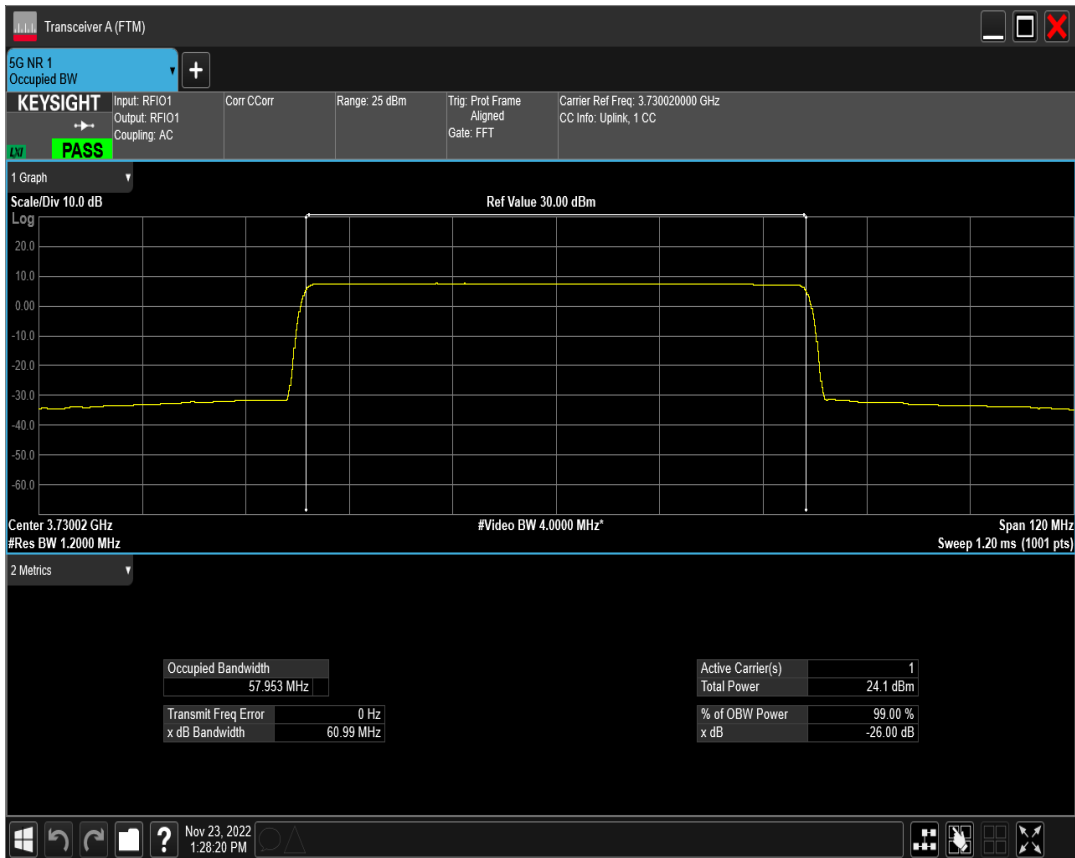 Transceiver A (FTM)
5G NR 1
Occupied BW
+
KEYSIGHT
LXI
PASS
Input: RFIO1
Output: RFIO1
Coupling: AC
Corr CCorr
Range: 25 dBm
Trig: Prot Frame
Aligned
Gate: FFT
Carrier Ref Freq: 3.730020000 GHz
CC Info: Uplink, 1 CC
1 Graph
Scale/Div 10.0 dB
Ref Value 30.00 dBm
Log
20.0
10.0
0.00
-10.0
-20.0
-30.0
-40.0
-50.0
-60.0
Center 3.73002 GHz
#Video BW 4.0000 MHz*
Span 120 MHz
#Res BW 1.2000 MHz
Sweep 1.20 ms (1001 pts)
2 Metrics
Occupied Bandwidth
57.953 MHz
Transmit Freq Error 0 Hz
x dB Bandwidth 60.99 MHz
Active Carrier(s) 1
Total Power 24.1 dBm
% of OBW Power 99.00 %
x dB -26.00 dB
?
Nov 23, 2022
1:28:20 PM